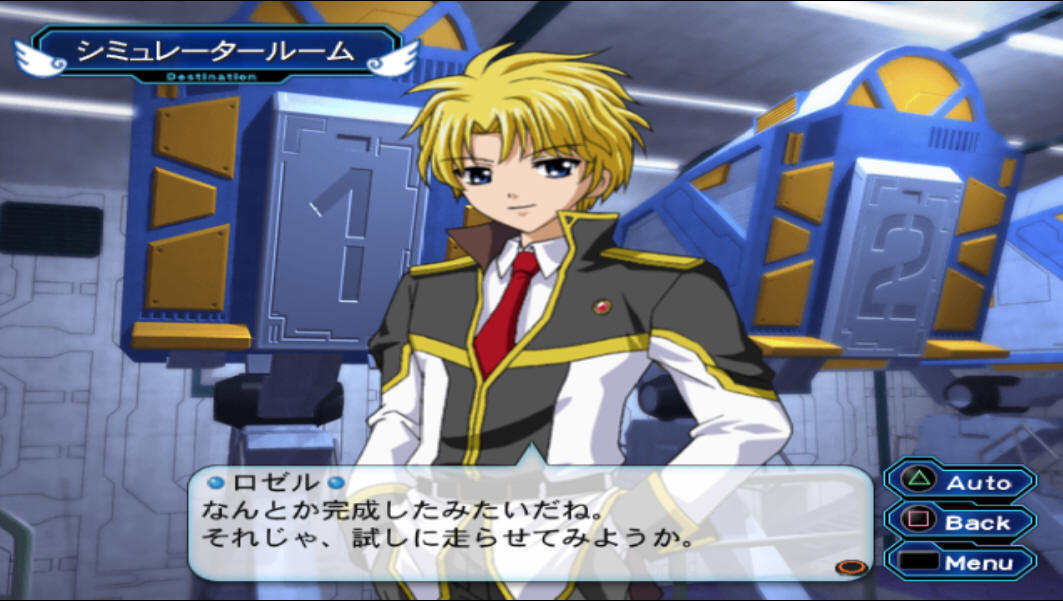 シミュレータールーム
Destination
1
2
ロゼル
なんとか完成したみたいだね。
それじゃ、試しに走らせてみようか。
Auto
Back
Menu